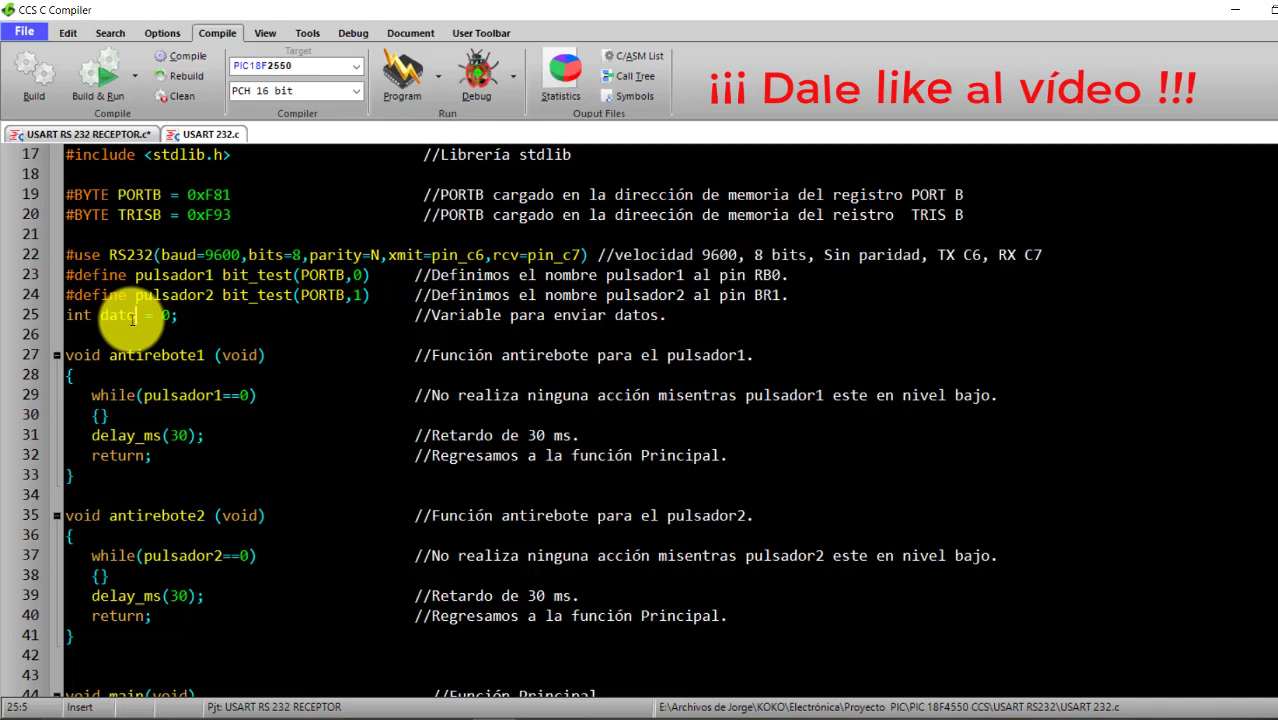 CCS C Compiler
File Edit Search Options Compile View Tools Debug Document User Toolbar
Build
Build & Run
Compile
Rebuild
Clean
Compile
Target
PIC18F2550
PCH 16 bit
Compiler
Program
Debug
Run
Statistics
C/ASM List
Call Tree
Symbols
Ouput Files
¡¡¡ Dale like al vídeo !!!
USART RS 232 RECEPTOR.c* USART 232.c
17 #include <stdlib.h> //Librería stdlib
18
19 #BYTE PORTB = 0xF81 //PORTB cargado en la dirección de memoria del registro PORT B
20 #BYTE TRISB = 0xF93 //PORTB cargado en la direeción de memoria del reistro TRIS B
21
22 #use RS232(baud=9600,bits=8,parity=N,xmit=pin_c6,rcv=pin_c7) //velocidad 9600, 8 bits, Sin paridad, TX C6, RX C7
23 #define pulsador1 bit_test(PORTB,0) //Definimos el nombre pulsador1 al pin RB0.
24 #define pulsador2 bit_test(PORTB,1) //Definimos el nombre pulsador2 al pin BR1.
25 int dato = 0; //Variable para enviar datos.
26
27 void antirebote1 (void) //Función antirebote para el pulsador1.
28 {
29 while(pulsador1==0) //No realiza ninguna acción misentras pulsador1 este en nivel bajo.
30 {}
31 delay_ms(30); //Retardo de 30 ms.
32 return; //Regresamos a la función Principal.
33 }
34
35 void antirebote2 (void) //Función antirebote para el pulsador2.
36 {
37 while(pulsador2==0) //No realiza ninguna acción misentras pulsador2 este en nivel bajo.
38 {}
39 delay_ms(30); //Retardo de 30 ms.
40 return; //Regresamos a la función Principal.
41 }
42
43
44 void main(void) //Función Principal
25:5 Insert Pjt: USART RS 232 RECEPTOR E:\Archivos de Jorge\KOKO\Electrónica\Proyecto PIC\PIC 18F4550 CCS\USART RS232\USART 232.c